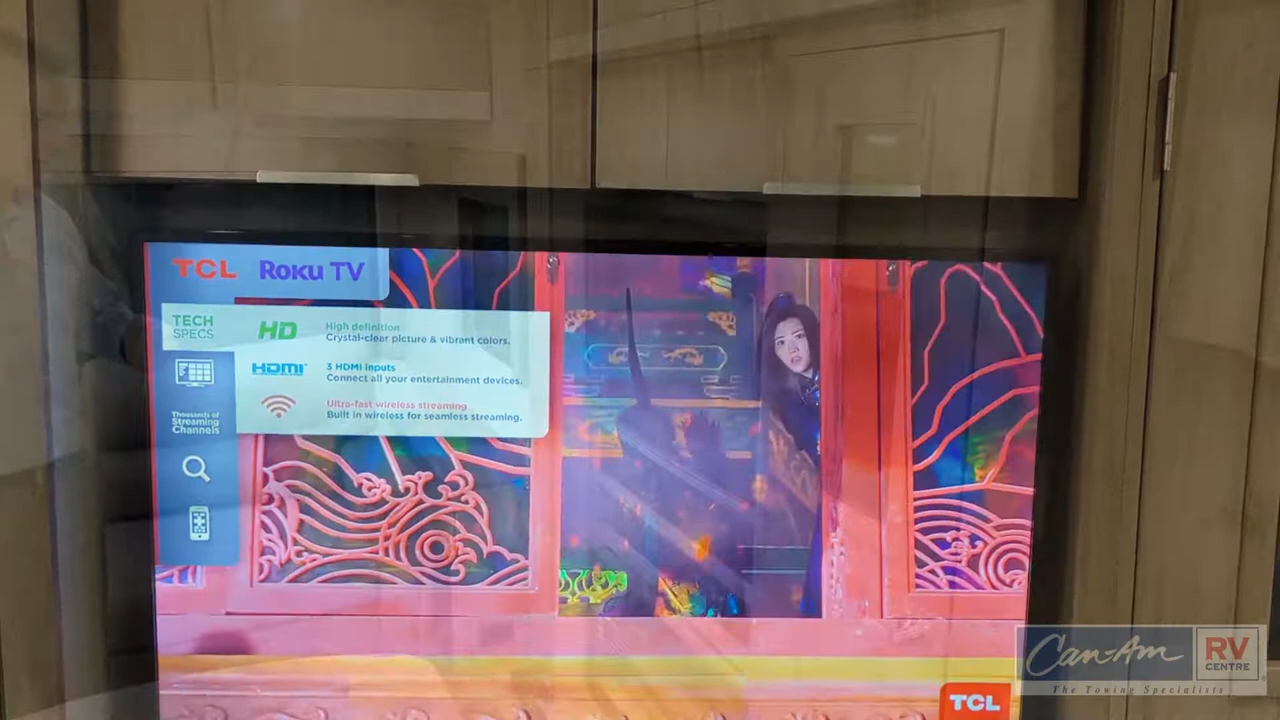 TCL Roku TV
TECH
SPECS
HD
High definition
Crystal-clear picture & vibrant colors.
HDMI
3 HDMI Inputs
Connect all your entertainment devices.
Ultra-fast wireless streaming
Built in wireless for seamless streaming.
Thousands of
Streaming
Channels
TCL
Can-Am
RV
CENTRE
The Towing Specialists